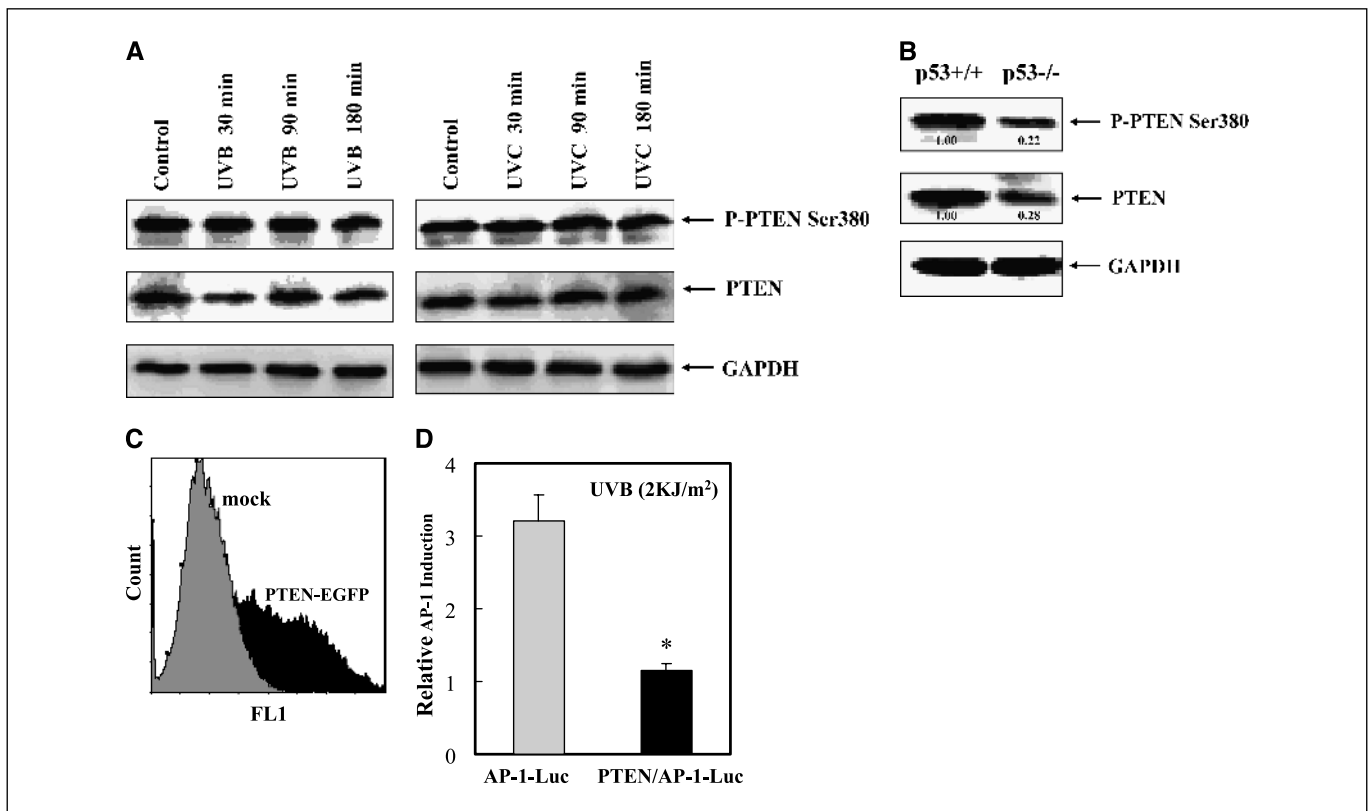 A
Control
UVB 30 min
UVB 90 min
UVB 180 min
Control
UVC 30 min
UVC 90 min
UVC 180 min
P-PTEN Ser380
PTEN
GAPDH
B
p53+/+ p53-/-
P-PTEN Ser380
1.00 0.22
PTEN
1.00 0.28
GAPDH
C
mock
PTEN-EGFP
Count
FL1
D
UVB (2KJ/m²)
Relative AP-1 Induction
4
3
2
1
0
*
AP-1-Luc PTEN/AP-1-Luc